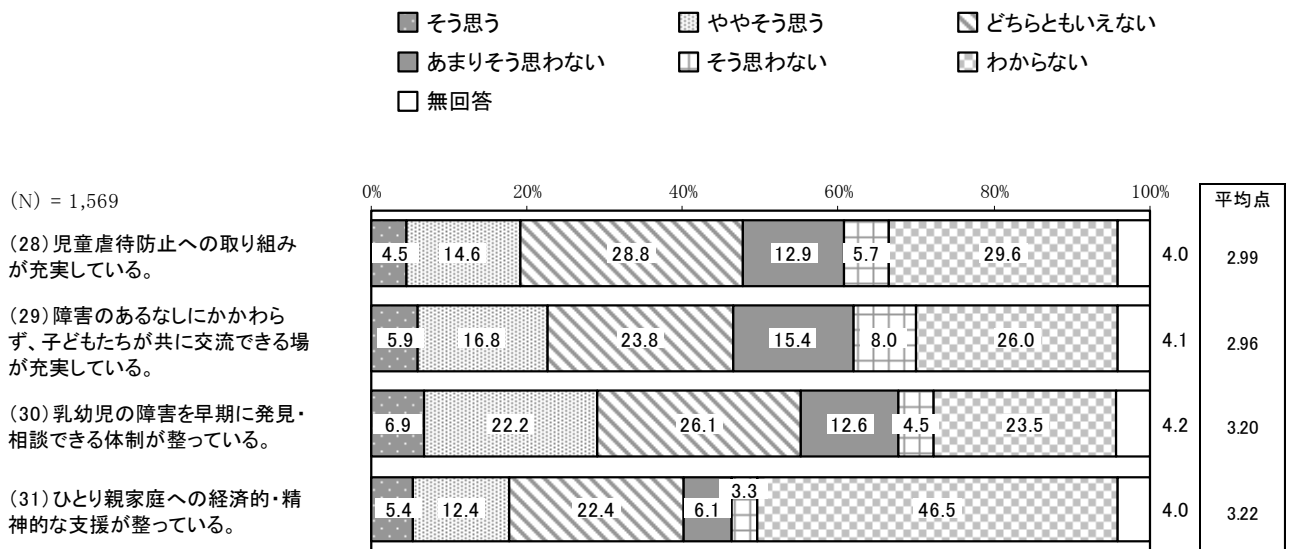 そう思う ややそう思う どちらともいえない
あまりそう思わない そう思わない わからない
無回答
(N) = 1,569
0% 20% 40% 60% 80% 100%
平均点
(28)児童虐待防止への取り組み
が充実している。
4.5 14.6 28.8 12.9 5.7 29.6 4.0 2.99
(29)障害のあるなしにかかわら
ず、子どもたちが共に交流できる場
が充実している。
5.9 16.8 23.8 15.4 8.0 26.0 4.1 2.96
(30)乳幼児の障害を早期に発見・
相談できる体制が整っている。
6.9 22.2 26.1 12.6 4.5 23.5 4.2 3.20
(31)ひとり親家庭への経済的・精
神的な支援が整っている。
5.4 12.4 22.4 6.1 3.3 46.5 4.0 3.22